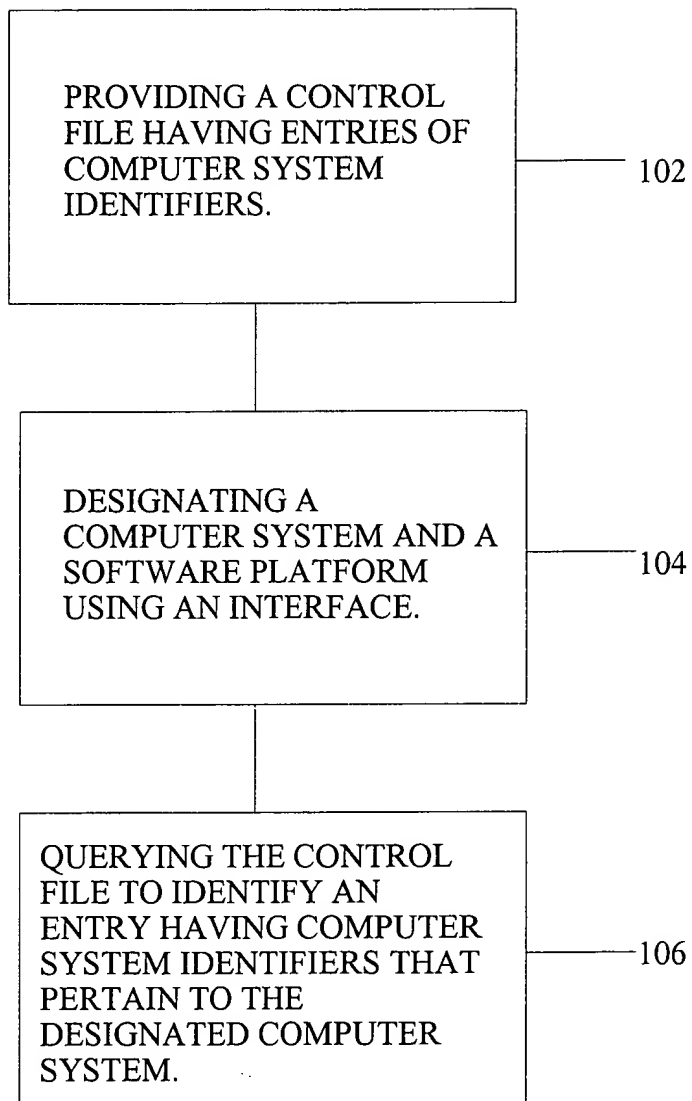 PROVIDING A CONTROL
FILE HAVING ENTRIES OF
COMPUTER SYSTEM
IDENTIFIERS.
102
DESIGNATING A
COMPUTER SYSTEM AND A
SOFTWARE PLATFORM
USING AN INTERFACE.
104
QUERYING THE CONTROL
FILE TO IDENTIFY AN
ENTRY HAVING COMPUTER
SYSTEM IDENTIFIERS THAT
PERTAIN TO THE
DESIGNATED COMPUTER
SYSTEM.
106